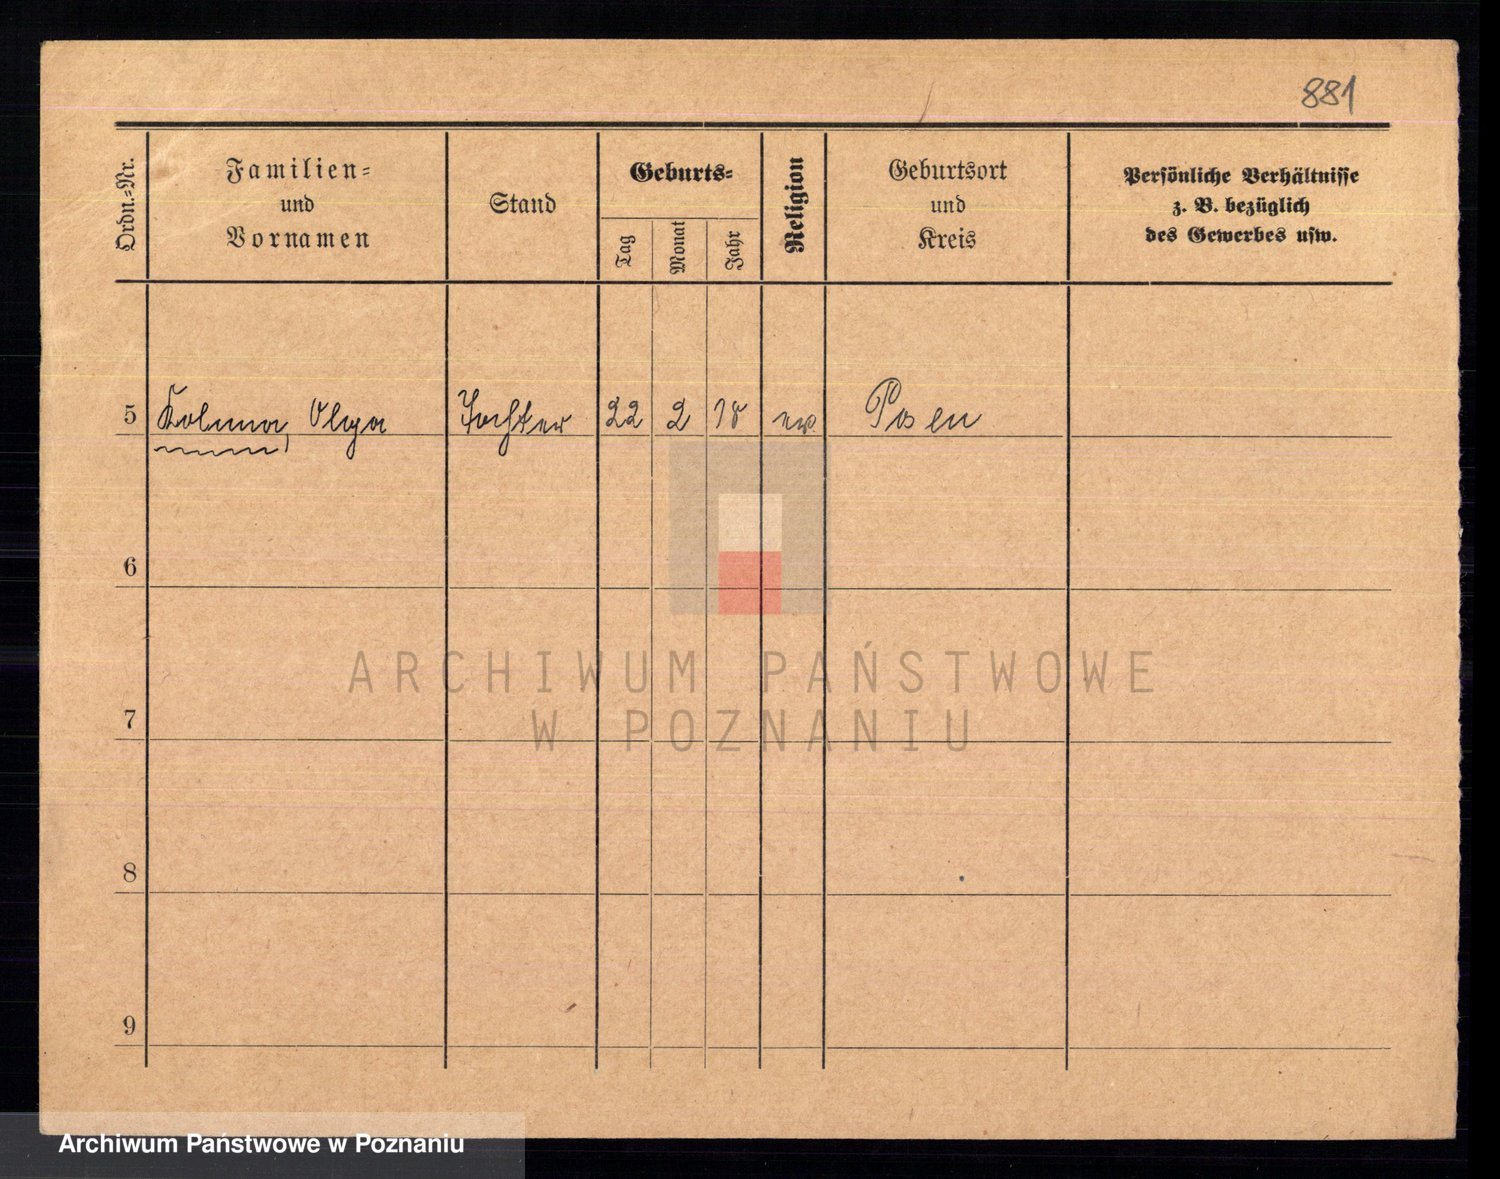 881
Ordn.-Nr.
Familien-
und
Vornamen
Stand
Geburts-
Tag
Monat
Jahr
Religion
Geburtsort
und
Kreis
Persönliche Verhältnisse
z. B. bezüglich
des Gewerbes usw.
5 Olga Tochter 22 2 18 ev. Posen
6
7
8
9
ARCHIWUM PAŃSTWOWE
W POZNANIU
Archiwum Państwowe w Poznaniu